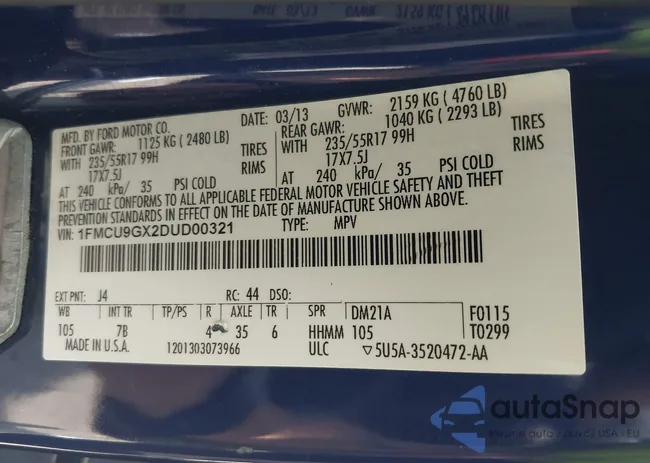 MFD. BY FORD MOTOR CO.
DATE: 03/13 GVWR: 2159 KG ( 4760 LB)
FRONT GAWR: 1125 KG ( 2480 LB)
REAR GAWR: 1040 KG ( 2293 LB)
WITH 235/55R17 99H TIRES
17X7.5J RIMS
WITH 235/55R17 99H TIRES
17X7.5J RIMS
AT 240 kPa/ 35 PSI COLD
AT 240 kPa/ 35 PSI COLD
THIS VEHICLE CONFORMS TO ALL APPLICABLE FEDERAL MOTOR VEHICLE SAFETY AND THEFT
PREVENTION STANDARDS IN EFFECT ON THE DATE OF MANUFACTURE SHOWN ABOVE.
VIN: 1FMCU9GX2DUD00321 TYPE: MPV
EXT PNT: J4 RC: 44 DSO:
WB INT TR TP/PS R AXLE TR SPR DM21A F0115
105 7B 4 35 6 HHMM 105 T0299
MADE IN U.S.A. 1201303073966 ULC 5U5A-3520472-AA
autaSnap